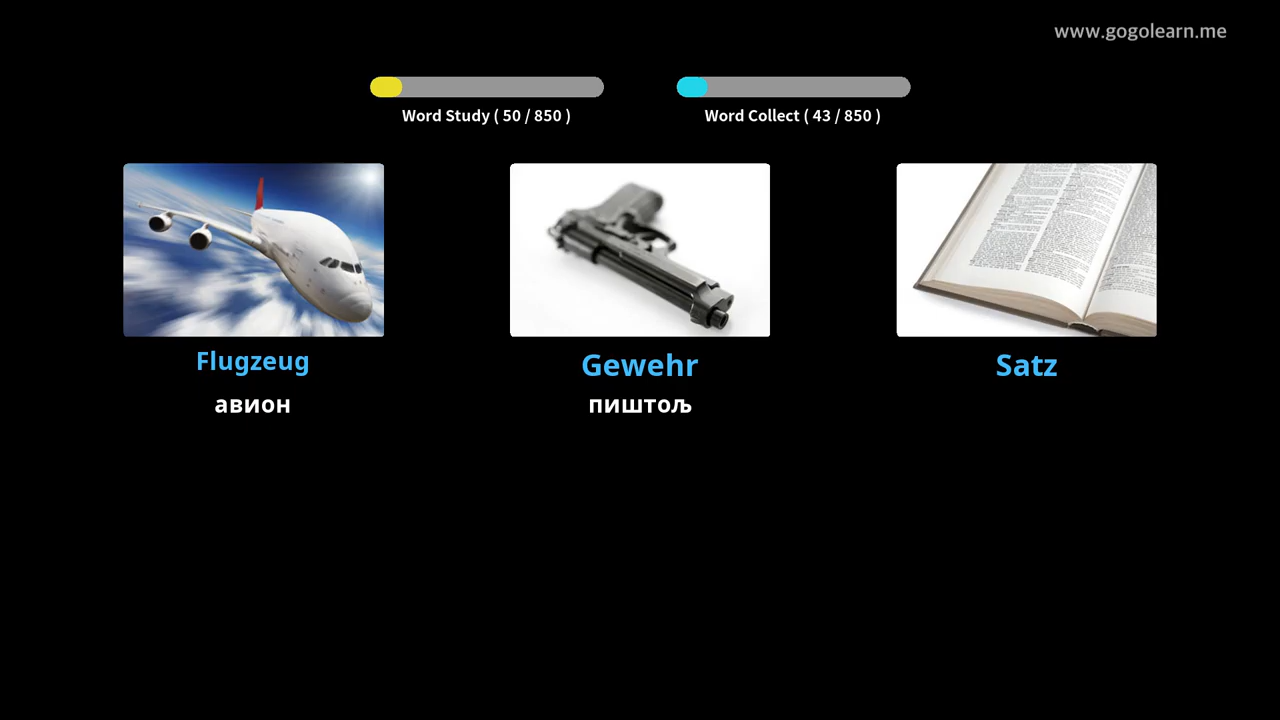 www.gogolearn.me
Word Study ( 50 / 850 )
Word Collect ( 43 / 850 )
Flugzeug
Gewehr
Satz
авион
пиштољ